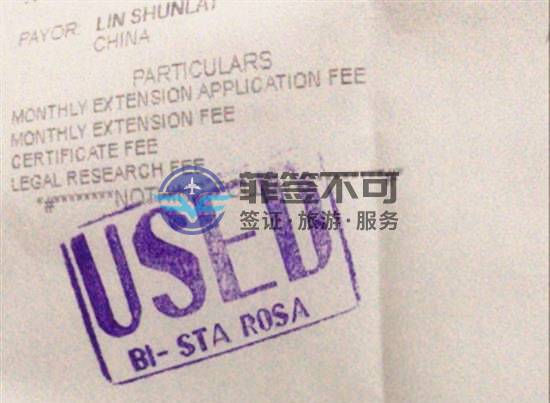 PAYOR: LIN SHUNLAI
CHINA
PARTICULARS
MONTHLY EXTENSION APPLICATION FEE
MONTHLY EXTENSION FEE
CERTIFICATE FEE
LEGAL RESEARCH FEE
菲签不可
签证·旅游·服务
USED
BI- STA ROSA